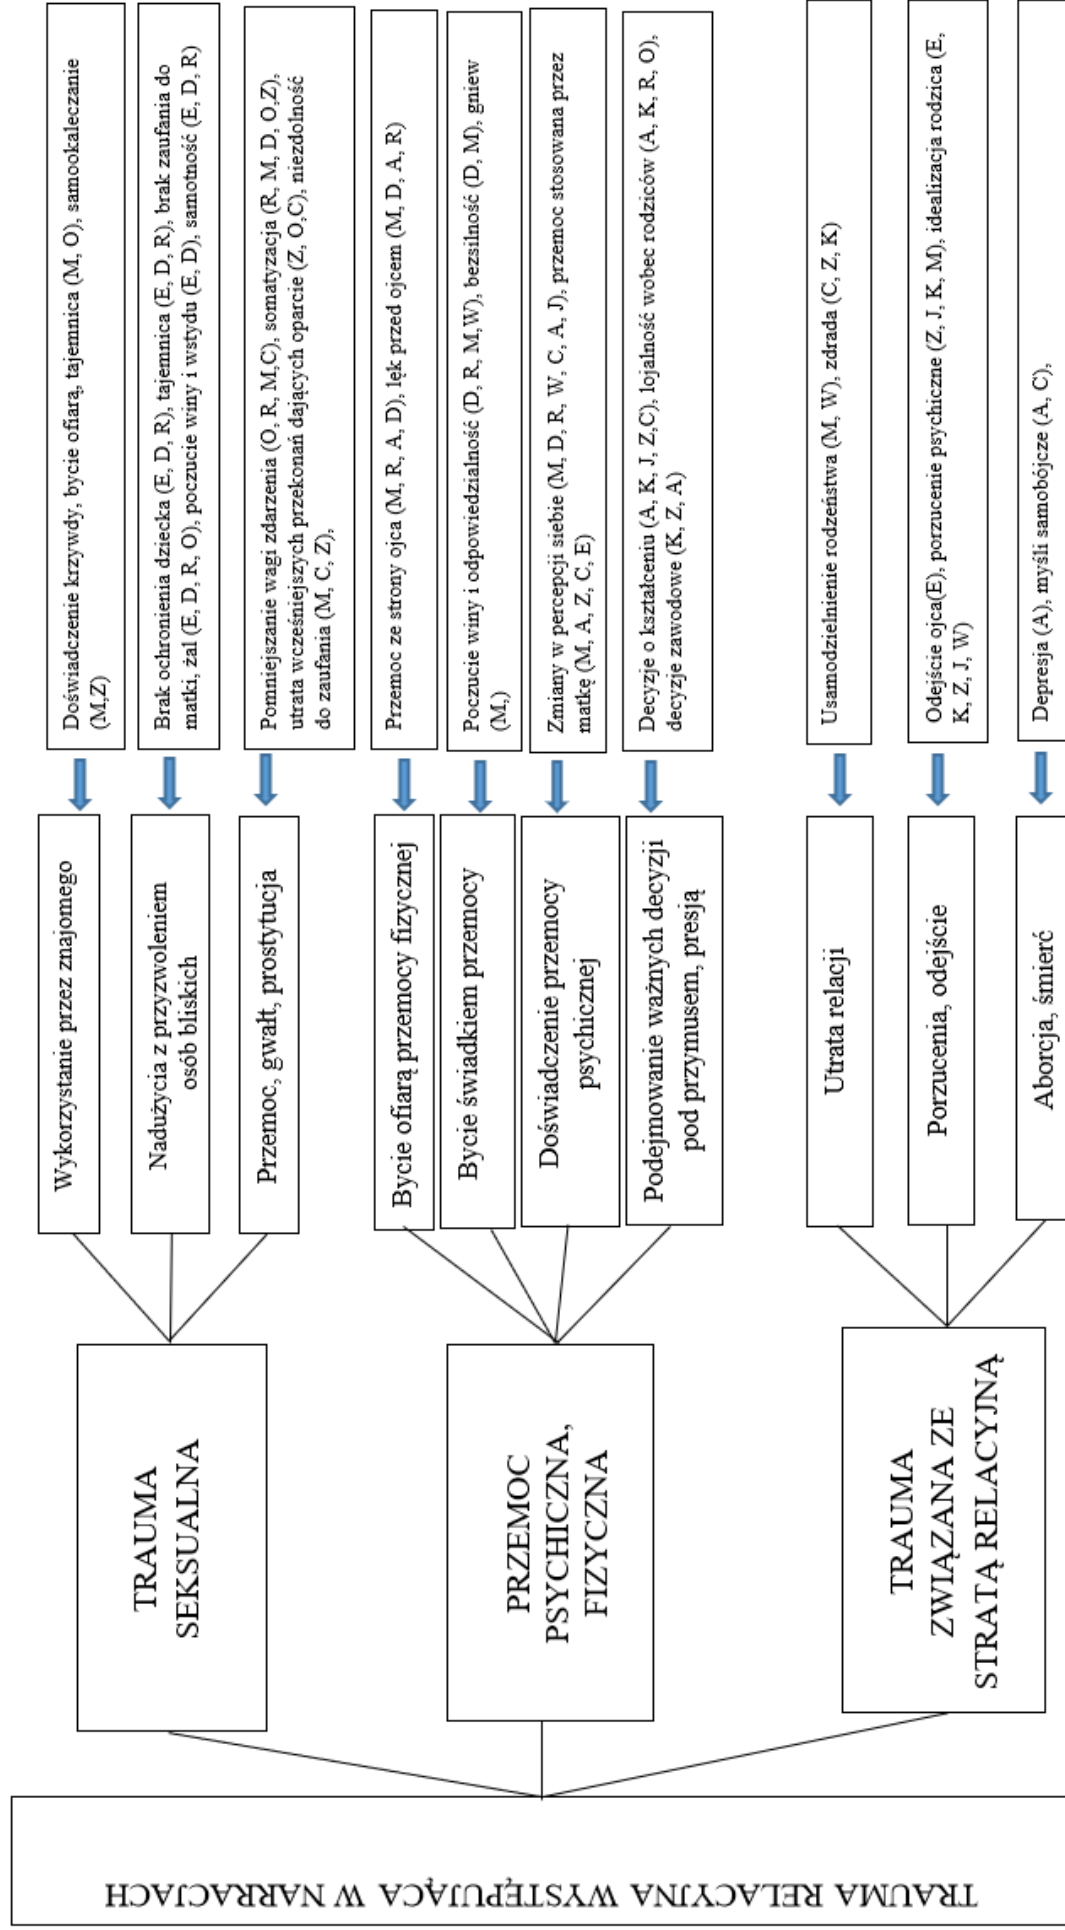 TRAUMA RELACYJNA WYSTĘPUJĄCA W NARRACJACH
TRAUMA
SEKSUALNA
Wykorzystanie przez znajomego
Doświadczenie krzywdy, bycie ofiarą, tajemnica (M, O), samookaleczanie
(M,Z)
Nadużycia z przyzwoleniem
osób bliskich
Brak ochronienia dziecka (E, D, R), tajemnica (E, D, R), brak zaufania do
matki, żal (E, D, R, O), poczucie winy i wstydu (E, D), samotność (E, D, R)
Przemoc, gwałt, prostytucja
Pomniejszanie wagi zdarzenia (O, R, M,C), somatyzacja (R, M, D, O,Z),
utrata wcześniejszych przekonań dających oparcie (Z, O,C), niezdolność
do zaufania (M, C, Z),
PRZEMOC
PSYCHICZNA,
FIZYCZNA
Bycie ofiarą przemocy fizycznej
Przemoc ze strony ojca (M, R, A, D), lęk przed ojcem (M, D, A, R)
Bycie świadkiem przemocy
Poczucie winy i odpowiedzialność (D, R, M,W), bezsilność (D, M), gniew
(M,)
Doświadczenie przemocy
psychicznej
Zmiany w percepcji siebie (M, D, R, W, C, A, J), przemoc stosowana przez
matkę (M, A, Z, C, E)
Podejmowanie ważnych decyzji
pod przymusem, presją
Decyzje o kształceniu (A, K, J, Z,C), lojalność wobec rodziców (A, K, R, O),
decyzje zawodowe (K, Z, A)
TRAUMA
ZWIĄZANA ZE
STRATĄ RELACYJNĄ
Utrata relacji
Usamodzielnienie rodzeństwa (M, W), zdrada (C, Z, K)
Porzucenia, odejście
Odejście ojca(E), porzucenie psychiczne (Z, J, K, M), idealizacja rodzica (E,
K, Z, J, W)
Aborcja, śmierć
Depresja (A), myśli samobójcze (A, C),